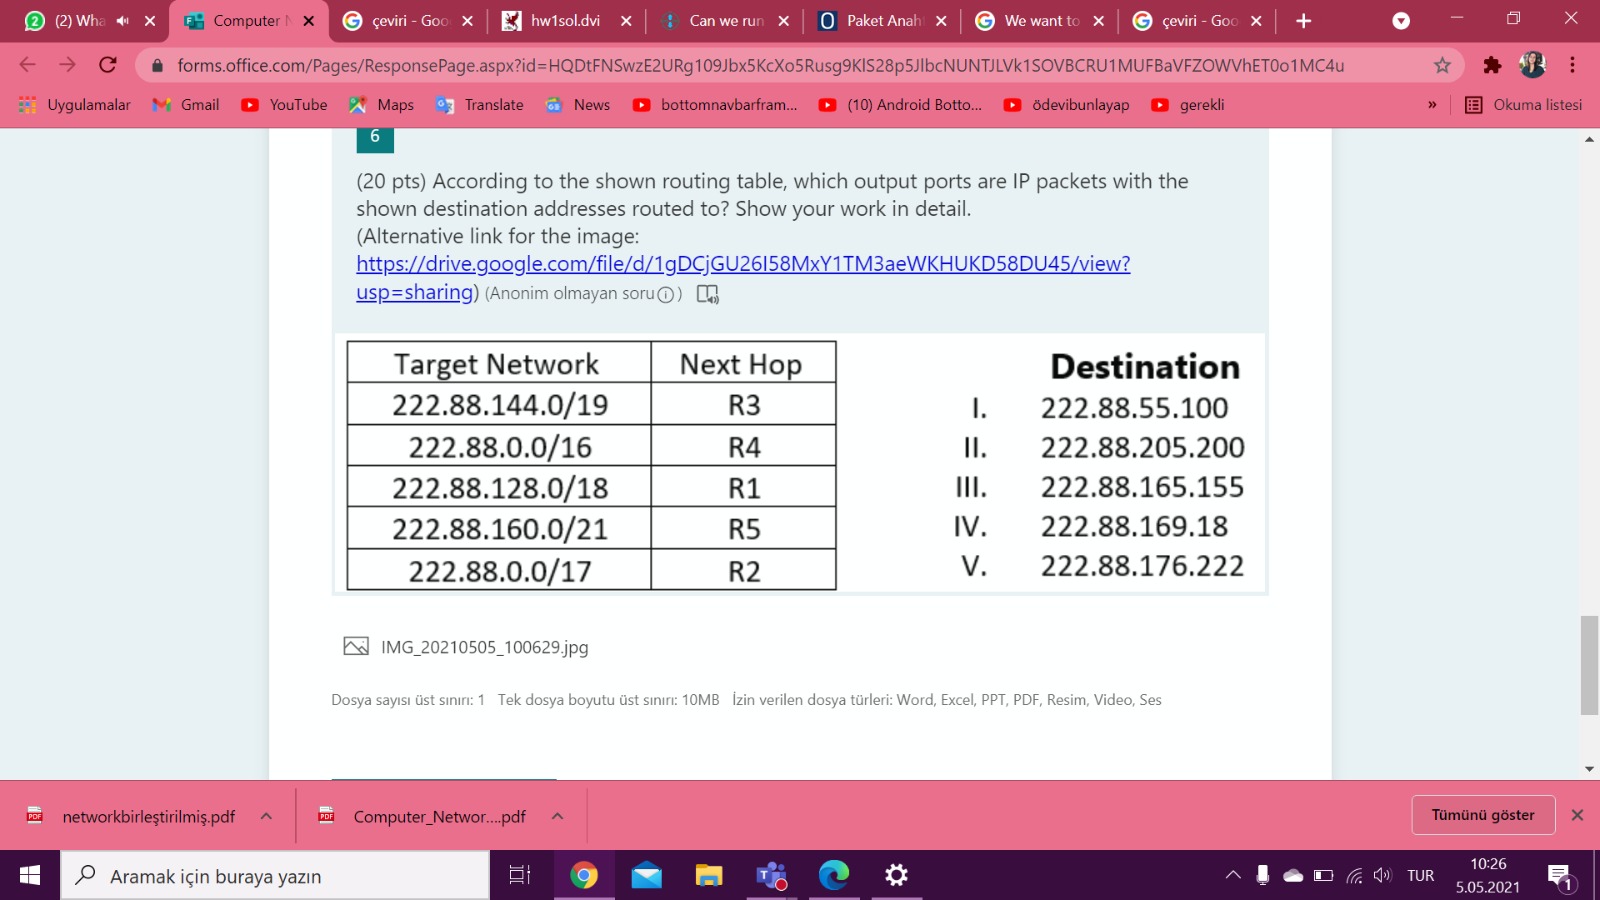 (2) Wha
Computer N
çeviri - Goo
hw1sol.dvi
Can we run
Paket Anaht
We want to
çeviri - Goo
forms.office.com/Pages/ResponsePage.aspx?id=HQDtFNSwzE2URg109Jbx5KcXo5Rusg9KlS28p5JlbcNUNTJLVk1SOVBCRU1MUFBaVFZOWVhET0o1MC4u
Uygulamalar
Gmail
YouTube
Maps
Translate
News
bottomnavbarfram...
(10) Android Botto...
ödevibunlayap
gerekli
»
Okuma listesi
6
(20 pts) According to the shown routing table, which output ports are IP packets with the
shown destination addresses routed to? Show your work in detail.
(Alternative link for the image:
https://drive.google.com/file/d/1gDCjGU26I58MxY1TM3aeWKHUKD58DU45/view?
usp=sharing) (Anonim olmayan soru)
Target Network Next Hop
222.88.144.0/19 R3
222.88.0.0/16 R4
222.88.128.0/18 R1
222.88.160.0/21 R5
222.88.0.0/17 R2
Destination
I. 222.88.55.100
II. 222.88.205.200
III. 222.88.165.155
IV. 222.88.169.18
V. 222.88.176.222
IMG_20210505_100629.jpg
Dosya sayısı üst sınırı: 1 Tek dosya boyutu üst sınırı: 10MB İzin verilen dosya türleri: Word, Excel, PPT, PDF, Resim, Video, Ses
PDF
networkbirleştirilmiş.pdf
PDF
Computer_Networ....pdf
Tümünü göster
Aramak için buraya yazın
TUR
10:26
5.05.2021
1